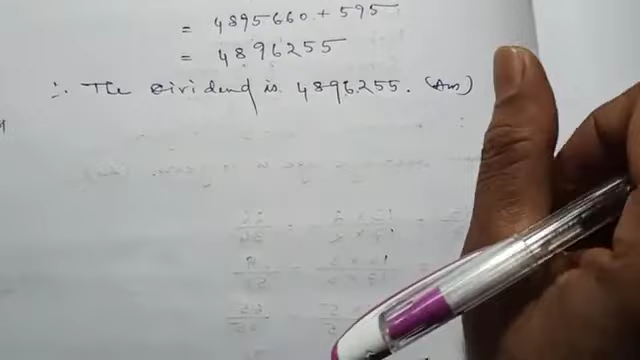 = 4895660 + 595
= 4896255
∴ The Dividend is 4896255. (Ans)